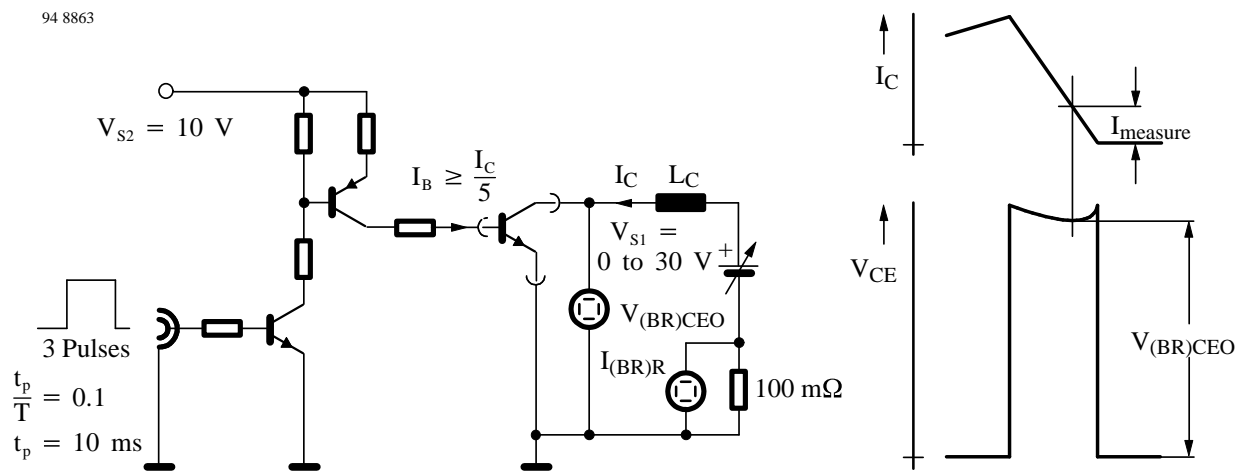 94 8863
V_S2 = 10 V
I_B ≥ I_C/5
I_C
L_C
V_S1 =
0 to 30 V
+
V_(BR)CEO
I_(BR)R
100 mΩ
3 Pulses
t_p/T = 0.1
t_p = 10 ms
I_C
I_measure
V_CE
V_(BR)CEO